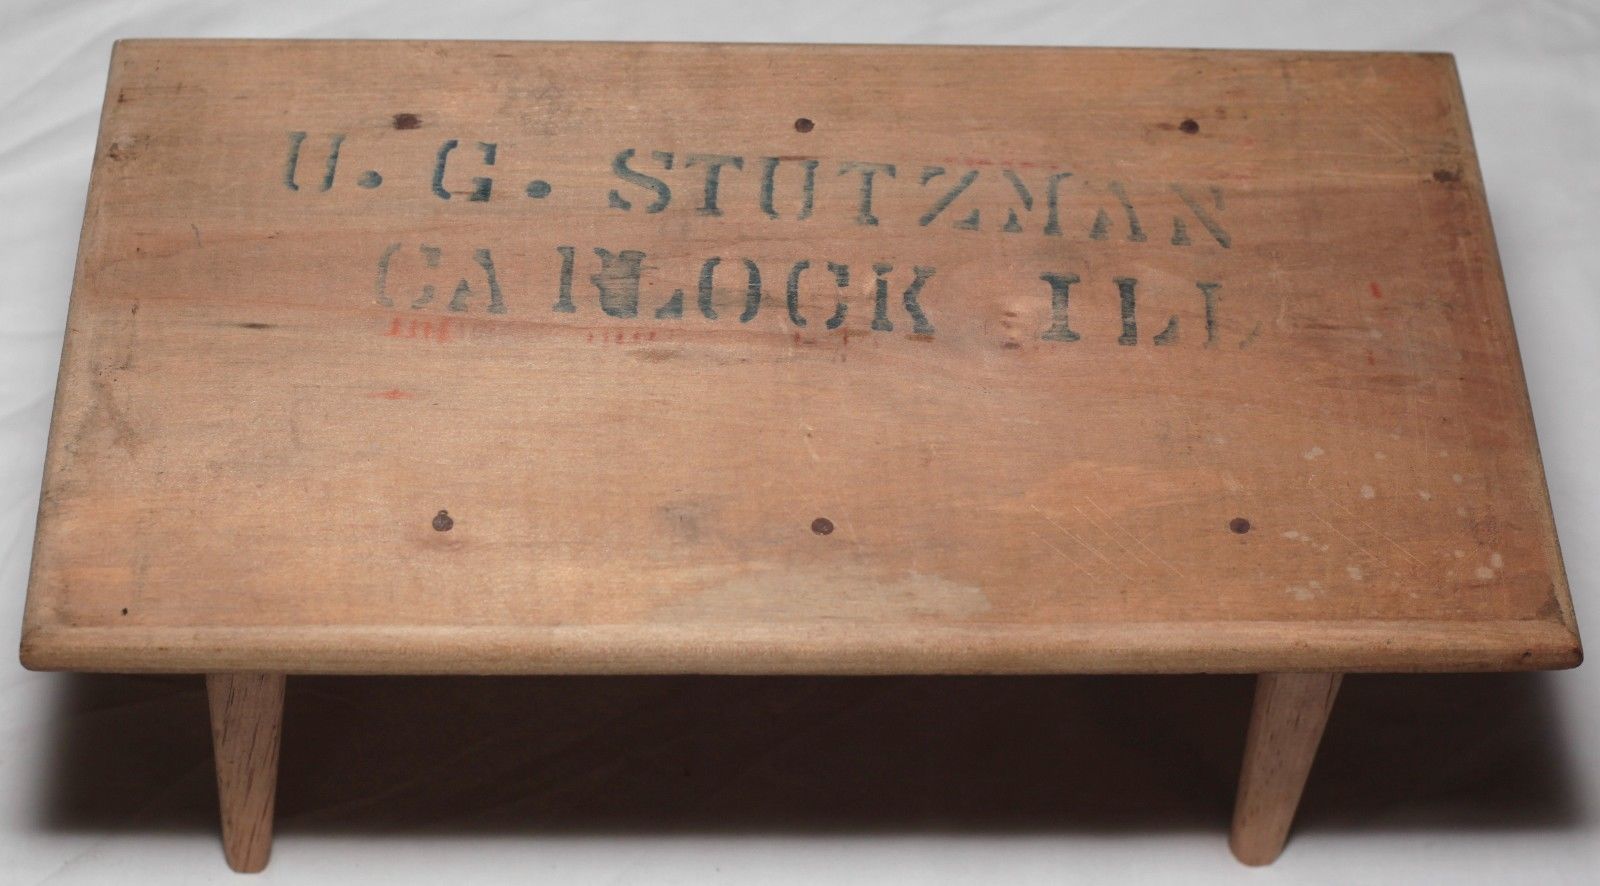 U. G. STUTZMAN
CARLOCK ILL